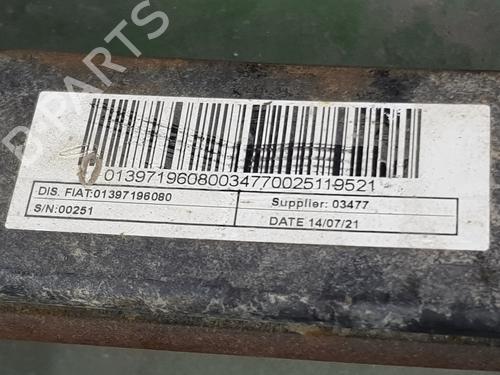 B-PARTS
01397196080034770025119521
DIS. FIAT:01397196080
Supplier: 03477
S/N:00251
DATE 14/07/21